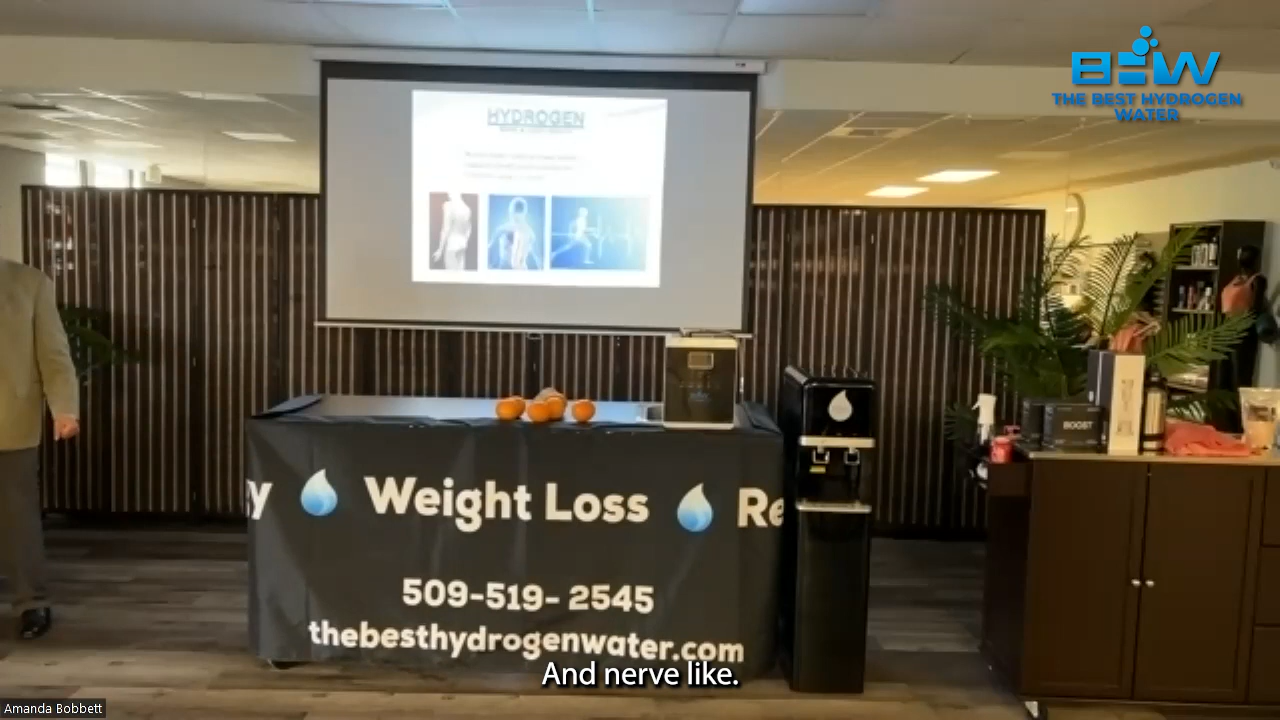 BHW
THE BEST HYDROGEN
WATER
HYDROGEN
BOOST
y Weight Loss Re
509-519- 2545
thebesthydrogenwater.com
And nerve like.
Amanda Bobbett